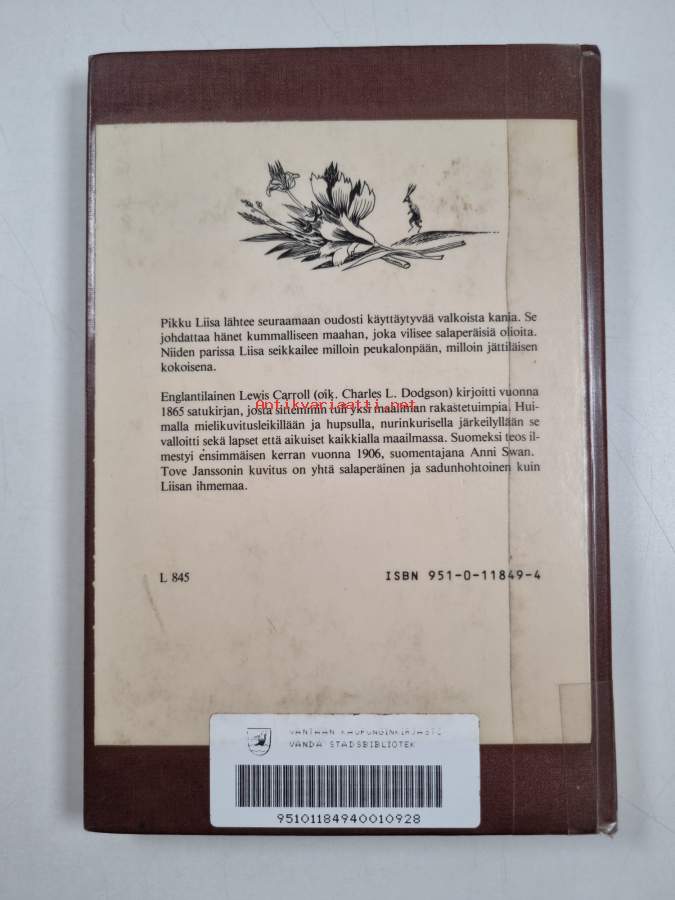 Pikku Liisa lähtee seuraamaan oudosti käyttäytyvää valkoista kania. Se
johdattaa hänet kummalliseen maahan, joka vilisee salaperäisiä olioita.
Niiden parissa Liisa seikkailee milloin peukalonpään, milloin jättiläisen
kokoisena.
Englantilainen Lewis Carroll (oik. Charles L. Dodgson) kirjoitti vuonna
1865 satukirjan, josta sittemmin tuli yksi maailman rakastetuimpia. Hui-
Antikvariaatti.net
malla mielikuvitusleikillään ja hupsulla, nurinkurisella järkeilyllään se
valloitti sekä lapset että aikuiset kaikkialla maailmassa. Suomeksi teos il-
mestyi ensimmäisen kerran vuonna 1906, suomentajana Anni Swan.
Tove Janssonin kuvitus on yhtä salaperäinen ja sadunhohtoinen kuin
Liisan ihmemaa.
L 845
ISBN 951-0-11849-4
VANTAAN KAUPUNGINKIRJASTO
VANDA STADSBIBLIOTEK
95101184940010928